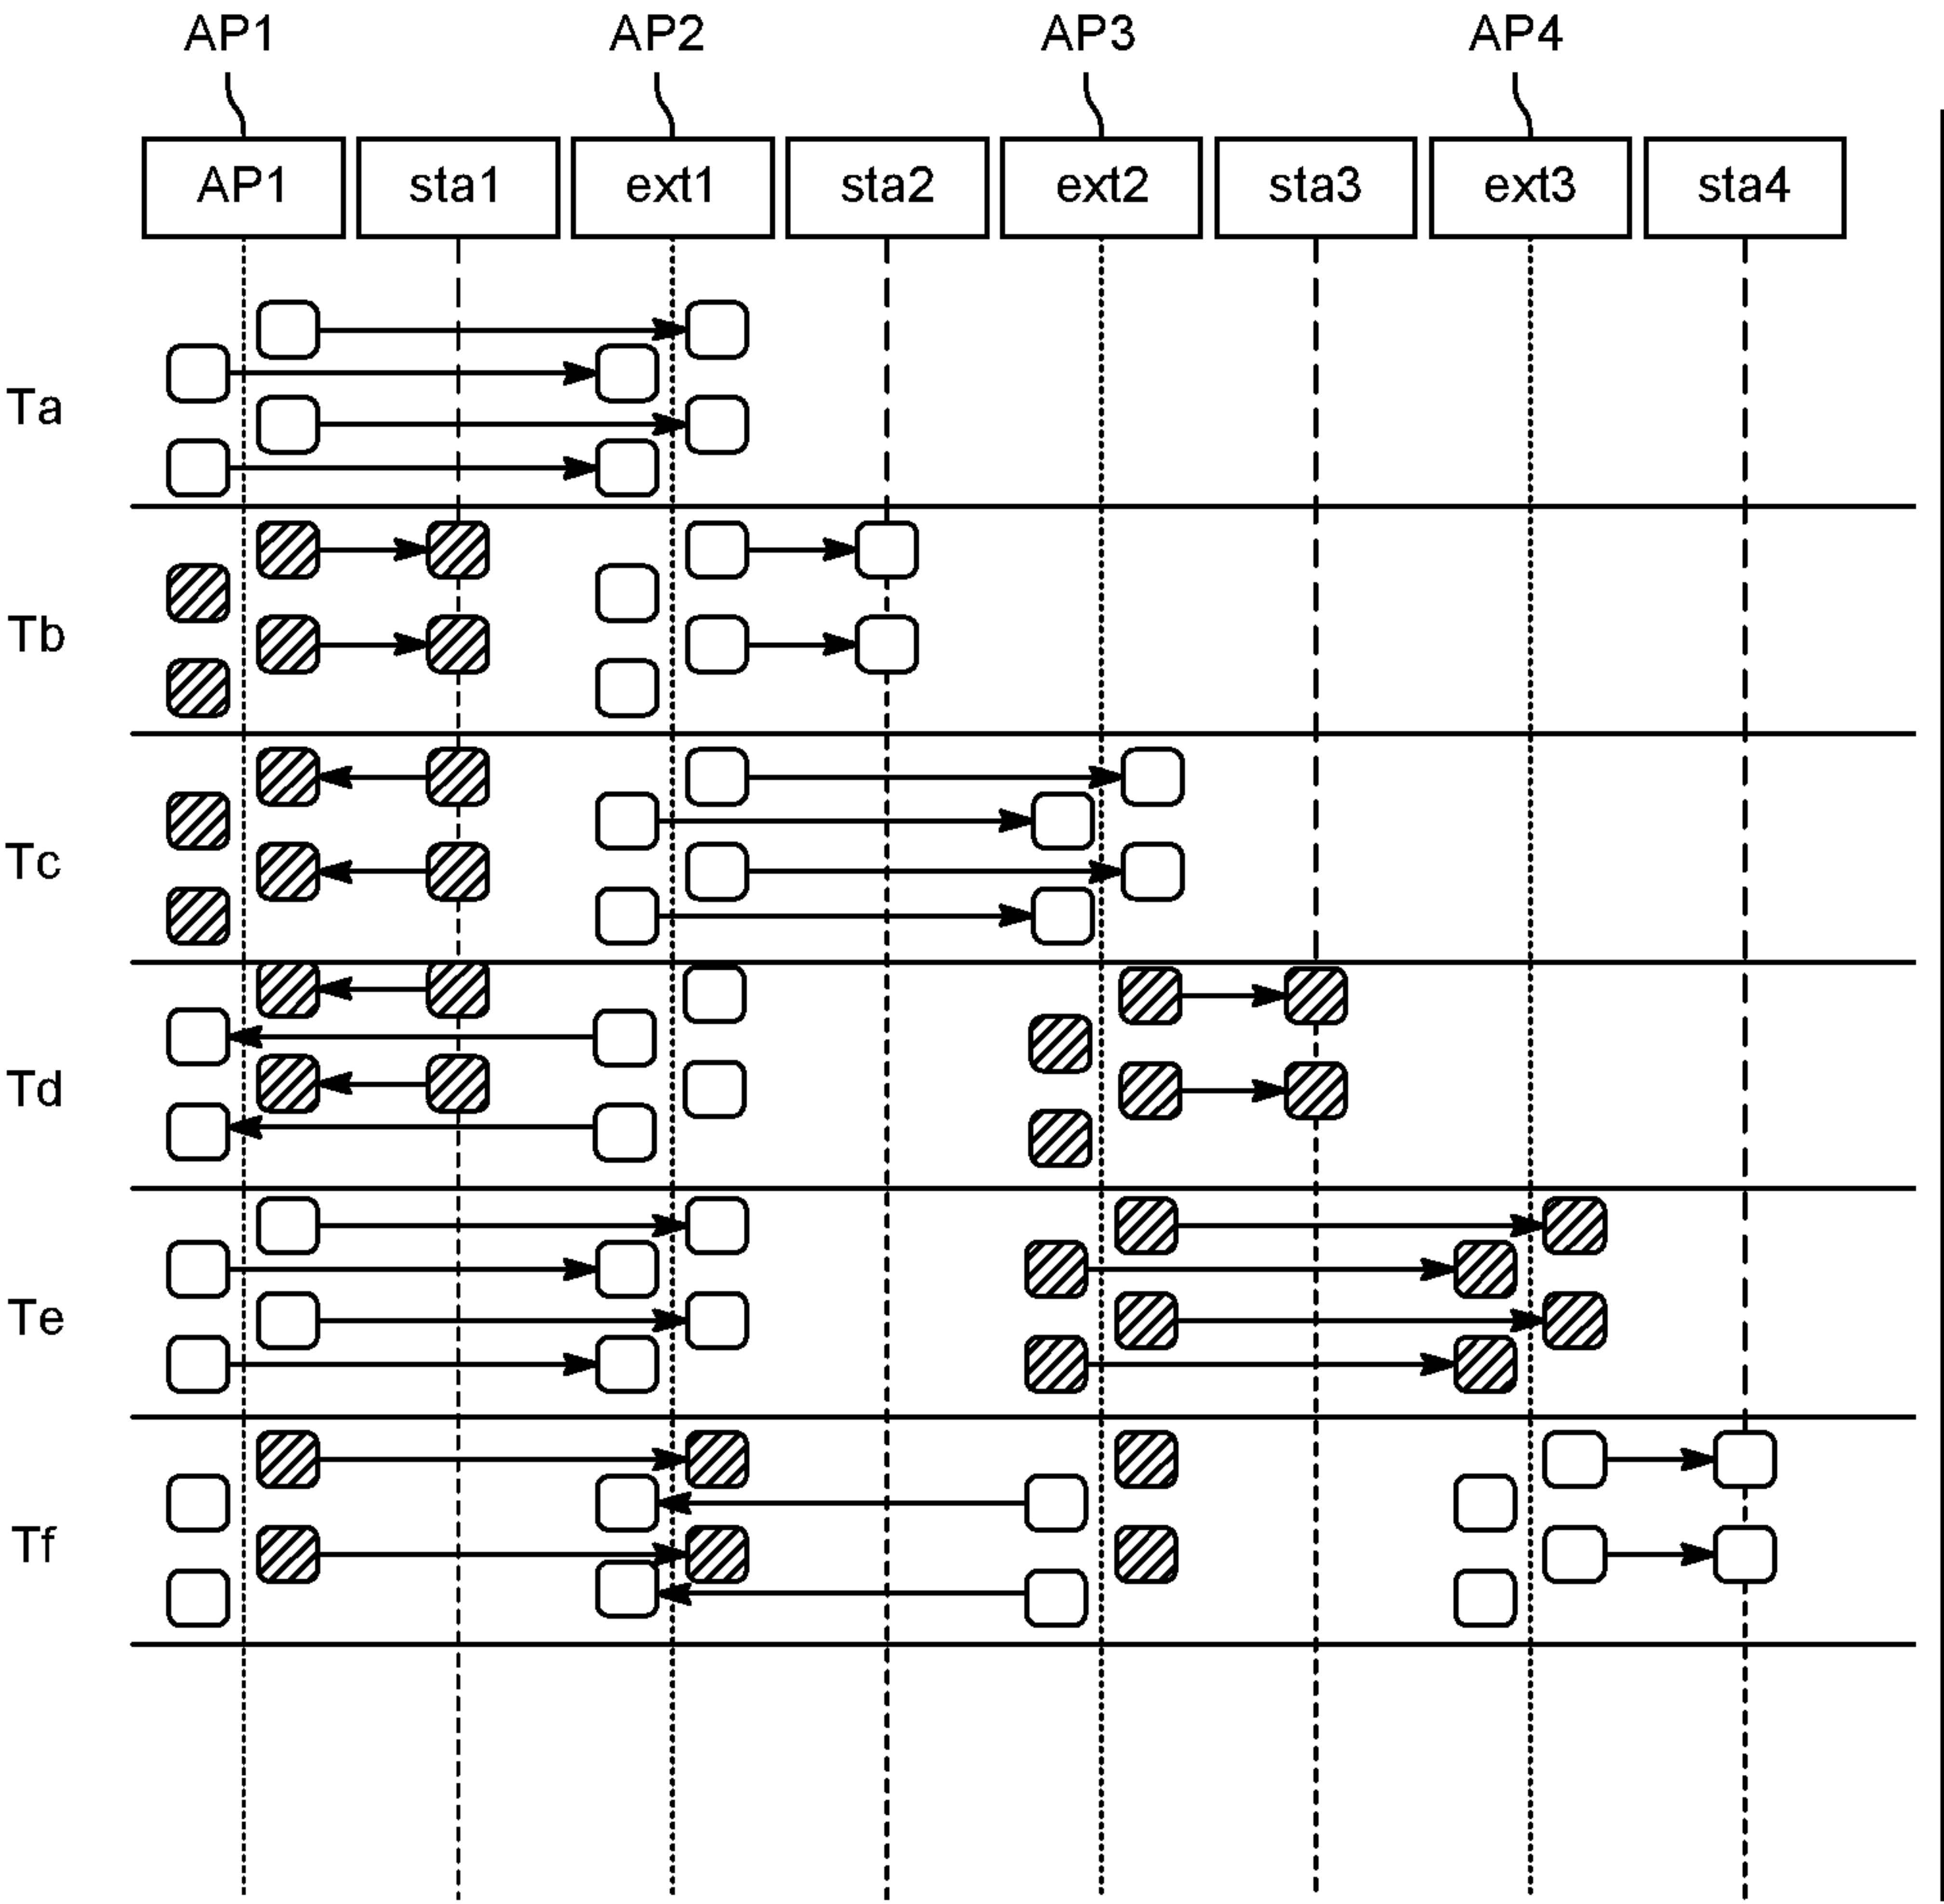 AP1 AP2 AP3 AP4
AP1 sta1 ext1 sta2 ext2 sta3 ext3 sta4
Ta
Tb
Tc
Td
Te
Tf